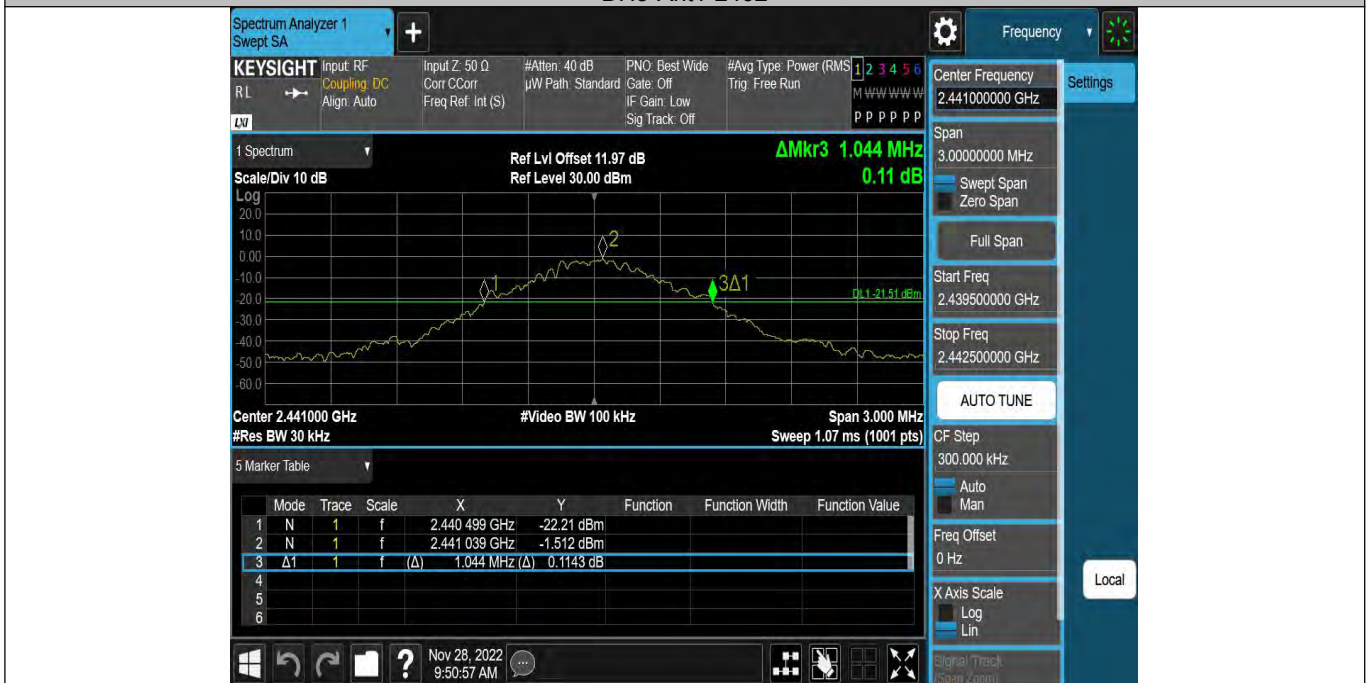 Spectrum Analyzer 1
Swept SA
+
Frequency
KEYSIGHT
RL
LXI
Input: RF
Coupling: DC
Align: Auto
Input Z: 50 Ω
Corr CCorr
Freq Ref: Int (S)
#Atten: 40 dB
µW Path: Standard
PNO: Best Wide
Gate: Off
IF Gain: Low
Sig Track: Off
#Avg Type: Power (RMS
Trig: Free Run
1 2 3 4 5 6
M W W W W W
P P P P P P
1 Spectrum
Scale/Div 10 dB
Ref Lvl Offset 11.97 dB
Ref Level 30.00 dBm
ΔMkr3 1.044 MHz
0.11 dB
Log
20.0
10.0
0.00
-10.0
-20.0
-30.0
-40.0
-50.0
-60.0
1
2
3Δ1
DL1 -21.51 dBm
Center 2.441000 GHz
#Video BW 100 kHz
Span 3.000 MHz
#Res BW 30 kHz
Sweep 1.07 ms (1001 pts)
5 Marker Table
Mode Trace Scale X Y Function Function Width Function Value
1 N 1 f 2.440 499 GHz -22.21 dBm
2 N 1 f 2.441 039 GHz -1.512 dBm
3 Δ1 1 f (Δ) 1.044 MHz (Δ) 0.1143 dB
4
5
6
Nov 28, 2022
9:50:57 AM
?
Center Frequency
2.441000000 GHz
Settings
Span
3.00000000 MHz
Swept Span
Zero Span
Full Span
Start Freq
2.439500000 GHz
Stop Freq
2.442500000 GHz
AUTO TUNE
CF Step
300.000 kHz
Auto
Man
Freq Offset
0 Hz
Local
X Axis Scale
Log
Lin
Signal Track
(Span Zoom)